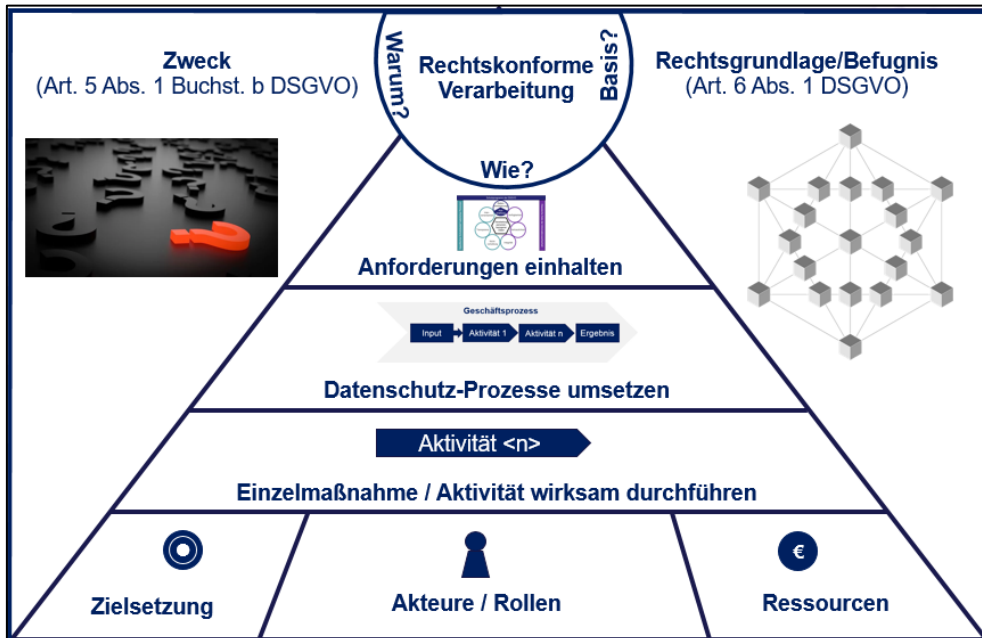 Zweck
(Art. 5 Abs. 1 Buchst. b DSGVO)
Warum?
Rechtskonforme
Verarbeitung
Basis?
Rechtsgrundlage/Befugnis
(Art. 6 Abs. 1 DSGVO)
Wie?
Anforderungen einhalten
Geschäftsprozess
Input
Aktivität 1
Aktivität n
Ergebnis
Datenschutz-Prozesse umsetzen
Aktivität <n>
Einzelmaßnahme / Aktivität wirksam durchführen
€
Zielsetzung
Akteure / Rollen
Ressourcen